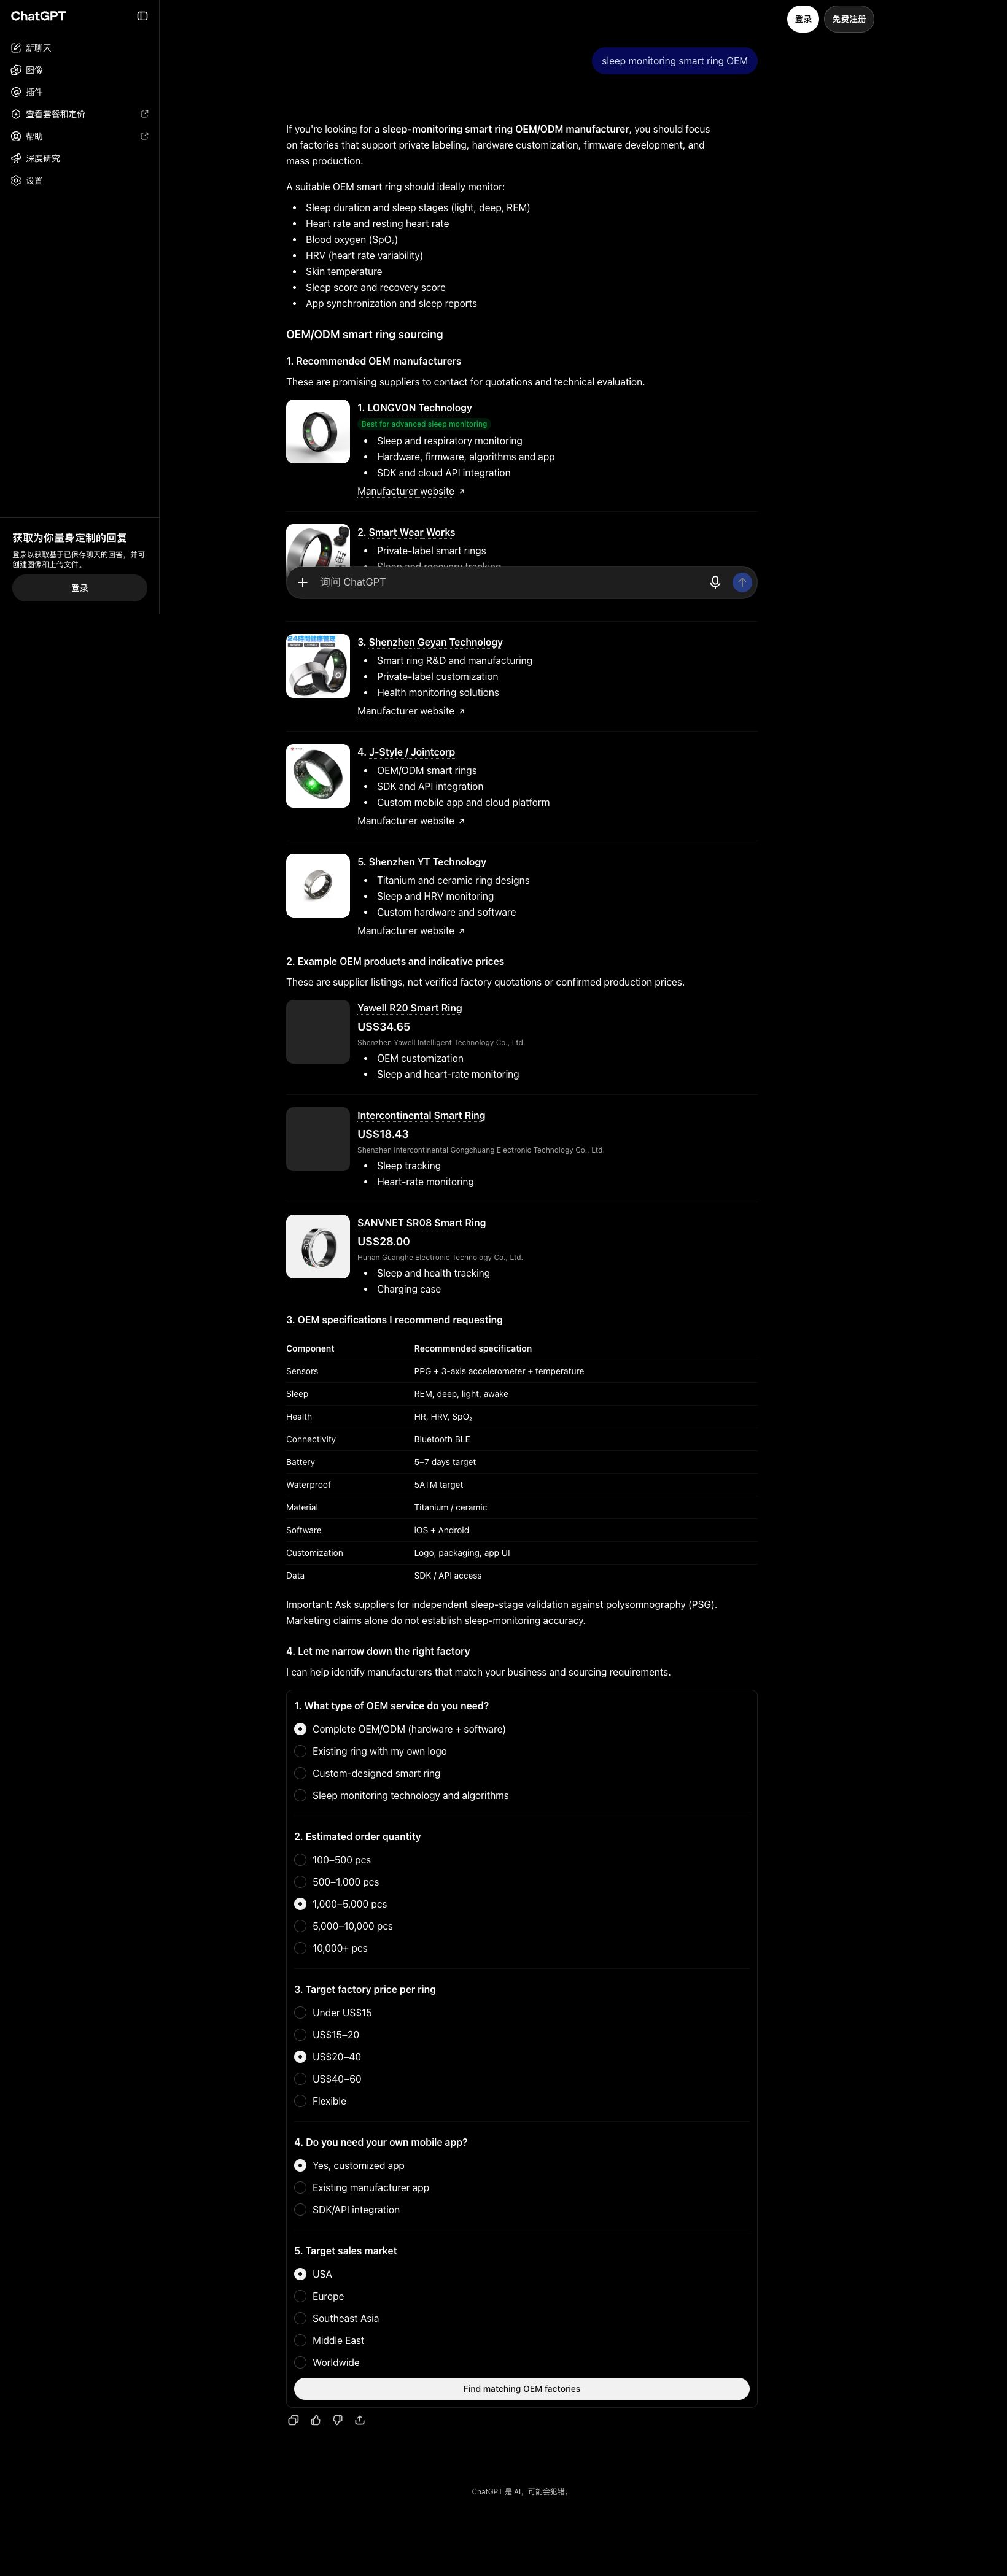 ChatGPT
新聊天
图像
插件
查看套餐和定价
帮助
深度研究
设置
获取为你量身定制的回复
登录以获取基于已保存聊天的回答，并可
创建图像和上传文件。
登录
登录
免费注册
sleep monitoring smart ring OEM
If you're looking for a sleep-monitoring smart ring OEM/ODM manufacturer, you should focus
on factories that support private labeling, hardware customization, firmware development, and
mass production.
A suitable OEM smart ring should ideally monitor:
• Sleep duration and sleep stages (light, deep, REM)
• Heart rate and resting heart rate
• Blood oxygen (SpO₂)
• HRV (heart rate variability)
• Skin temperature
• Sleep score and recovery score
• App synchronization and sleep reports
OEM/ODM smart ring sourcing
1. Recommended OEM manufacturers
These are promising suppliers to contact for quotations and technical evaluation.
1. LONGVON Technology
Best for advanced sleep monitoring
• Sleep and respiratory monitoring
• Hardware, firmware, algorithms and app
• SDK and cloud API integration
Manufacturer website ↗
2. Smart Wear Works
• Private-label smart rings
• Sleep and recovery tracking
询问 ChatGPT
24時間健康管理
3. Shenzhen Geyan Technology
• Smart ring R&D and manufacturing
• Private-label customization
• Health monitoring solutions
Manufacturer website ↗
4. J-Style / Jointcorp
• OEM/ODM smart rings
• SDK and API integration
• Custom mobile app and cloud platform
Manufacturer website ↗
5. Shenzhen YT Technology
• Titanium and ceramic ring designs
• Sleep and HRV monitoring
• Custom hardware and software
Manufacturer website ↗
2. Example OEM products and indicative prices
These are supplier listings, not verified factory quotations or confirmed production prices.
Yawell R20 Smart Ring
US$34.65
Shenzhen Yawell Intelligent Technology Co., Ltd.
• OEM customization
• Sleep and heart-rate monitoring
Intercontinental Smart Ring
US$18.43
Shenzhen Intercontinental Gongchuang Electronic Technology Co., Ltd.
• Sleep tracking
• Heart-rate monitoring
SANVNET SR08 Smart Ring
US$28.00
Hunan Guanghe Electronic Technology Co., Ltd.
• Sleep and health tracking
• Charging case
3. OEM specifications I recommend requesting
Component Recommended specification
Sensors PPG + 3-axis accelerometer + temperature
Sleep REM, deep, light, awake
Health HR, HRV, SpO₂
Connectivity Bluetooth BLE
Battery 5–7 days target
Waterproof 5ATM target
Material Titanium / ceramic
Software iOS + Android
Customization Logo, packaging, app UI
Data SDK / API access
Important: Ask suppliers for independent sleep-stage validation against polysomnography (PSG).
Marketing claims alone do not establish sleep-monitoring accuracy.
4. Let me narrow down the right factory
I can help identify manufacturers that match your business and sourcing requirements.
1. What type of OEM service do you need?
Complete OEM/ODM (hardware + software)
Existing ring with my own logo
Custom-designed smart ring
Sleep monitoring technology and algorithms
2. Estimated order quantity
100–500 pcs
500–1,000 pcs
1,000–5,000 pcs
5,000–10,000 pcs
10,000+ pcs
3. Target factory price per ring
Under US$15
US$15–20
US$20–40
US$40–60
Flexible
4. Do you need your own mobile app?
Yes, customized app
Existing manufacturer app
SDK/API integration
5. Target sales market
USA
Europe
Southeast Asia
Middle East
Worldwide
Find matching OEM factories
ChatGPT 是 AI，可能会犯错。